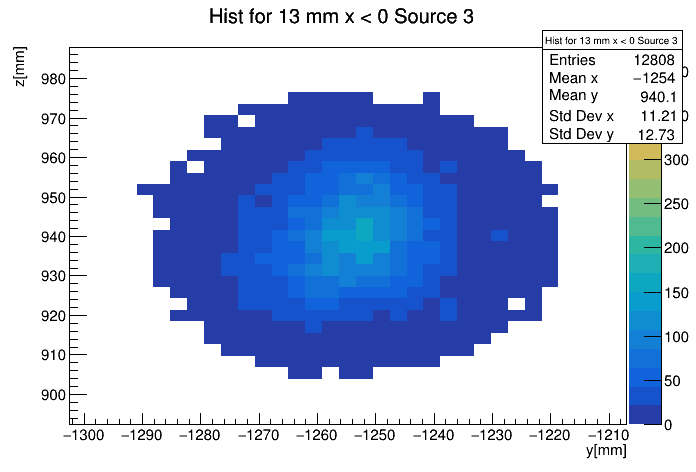 Hist for 13 mm x < 0 Source 3
z[mm]
Hist for 13 mm x < 0 Source 3
Entries 12808
Mean x −1254
Mean y 940.1
Std Dev x 11.21
Std Dev y 12.73
980
970
960
950
940
930
920
910
900
300
250
200
150
100
50
0
−1300 −1290 −1280 −1270 −1260 −1250 −1240 −1230 −1220 −1210
y[mm]